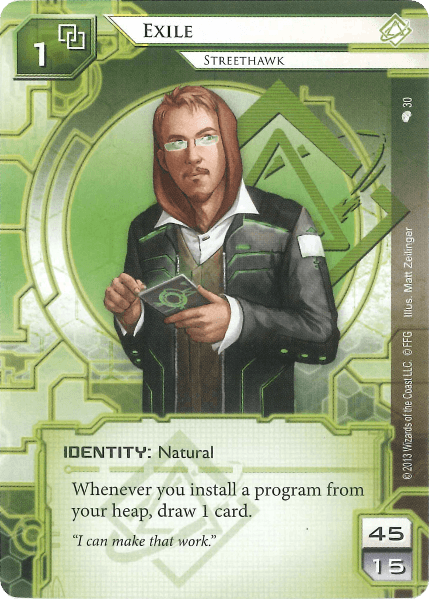 1
EXILE
STREETHAWK
30
Illus. Matt Zeilinger
© 2013 Wizards of the Coast LLC. © FFG
IDENTITY: Natural
Whenever you install a program from
your heap, draw 1 card.
“I can make that work.”
45
15